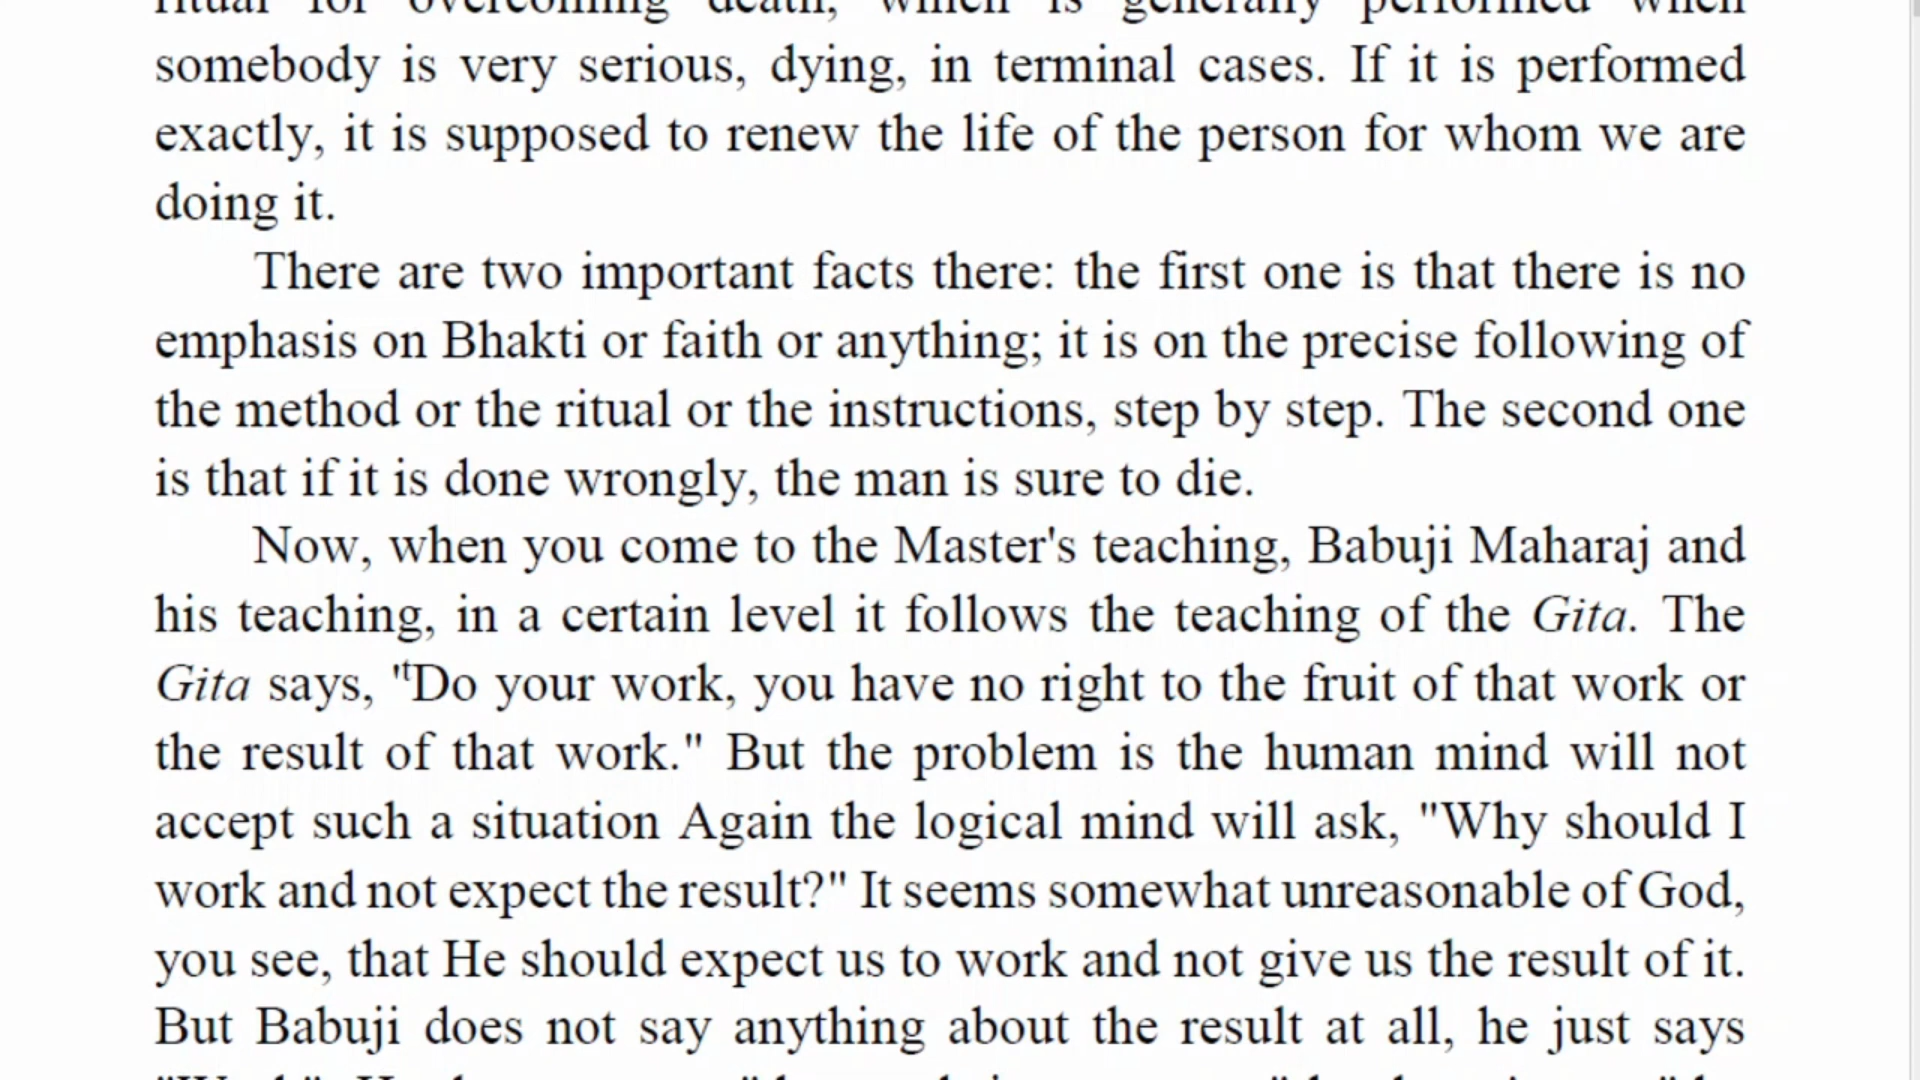 ritual for overcoming death, which is generally performed when
somebody is very serious, dying, in terminal cases. If it is performed
exactly, it is supposed to renew the life of the person for whom we are
doing it.
There are two important facts there: the first one is that there is no
emphasis on Bhakti or faith or anything; it is on the precise following of
the method or the ritual or the instructions, step by step. The second one
is that if it is done wrongly, the man is sure to die.
Now, when you come to the Master's teaching, Babuji Maharaj and
his teaching, in a certain level it follows the teaching of the Gita. The
Gita says, 'tDo your work, you have no right to the fruit of that work or
the result of that work." But the problem is the human mind will not
accept such a situation Again the logical mind will ask, "Why should I
work and not expect the result?" It seems somewhat unreasonable of God,
you see, that He should expect us to work and not give us the result of it.
But Babuji does not say anything about the result at all, he just says